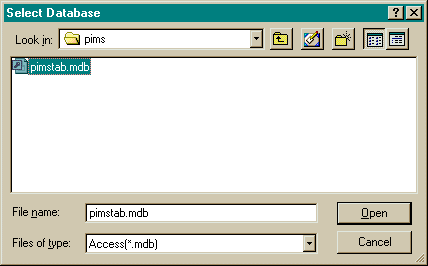 Select Database
Look in: pims
pimstab.mdb
File name: pimstab.mdb Open
Files of type: Access(*.mdb) Cancel